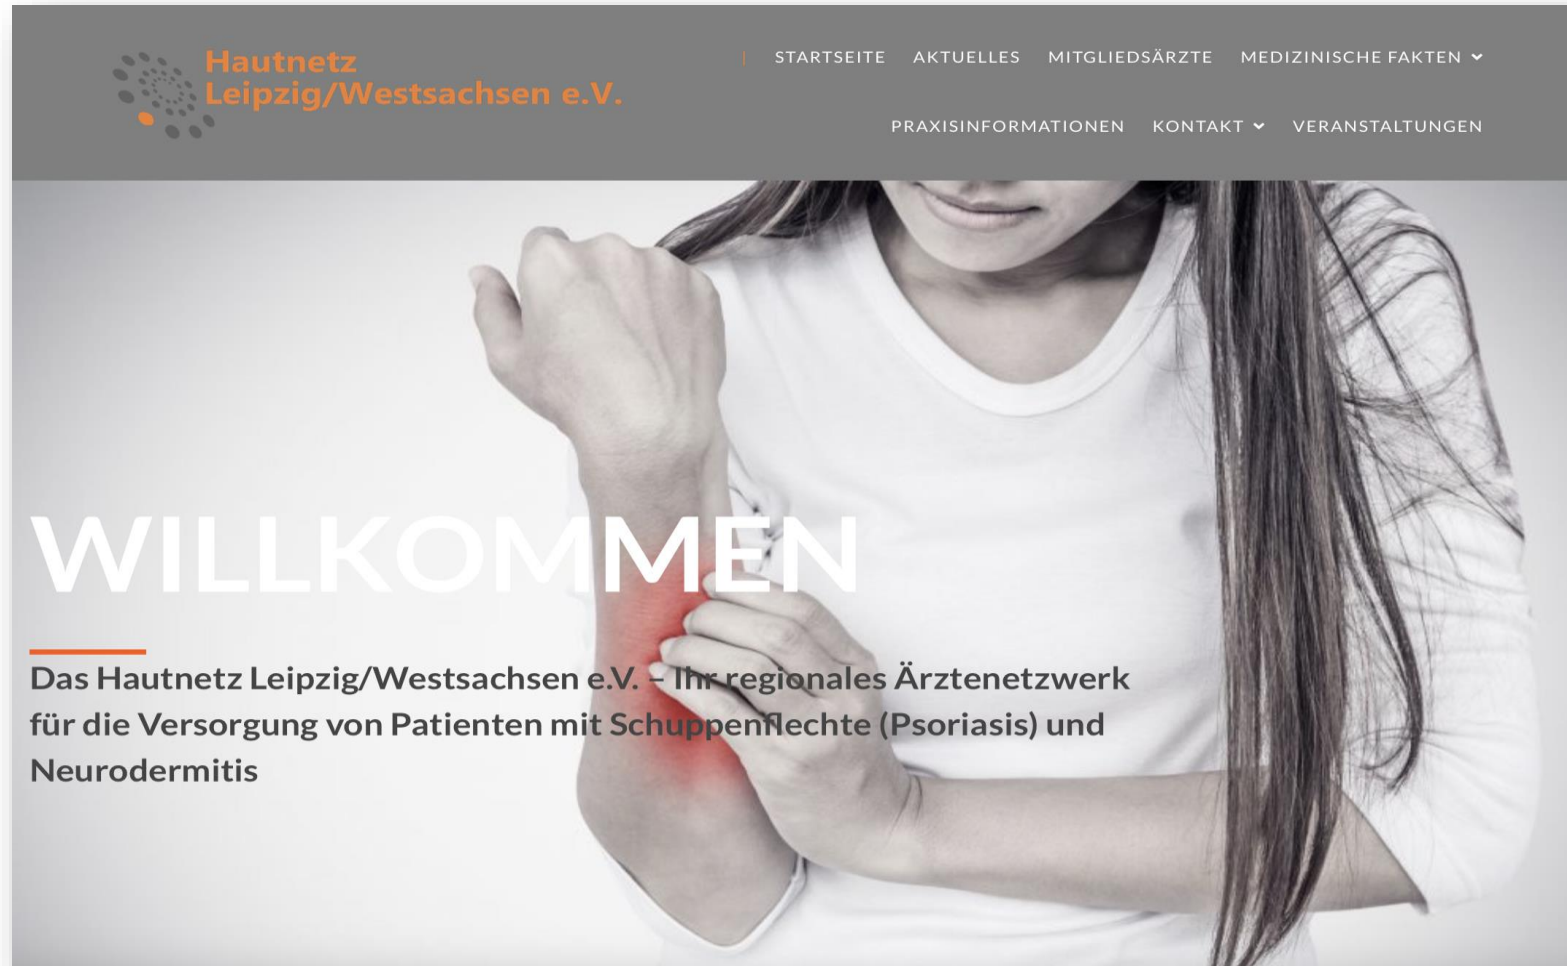 Hautnetz
Leipzig/Westsachsen e.V.
STARTSEITE AKTUELLES MITGLIEDSÄRZTE MEDIZINISCHE FAKTEN
PRAXISINFORMATIONEN KONTAKT VERANSTALTUNGEN
WILLKOMMEN
Das Hautnetz Leipzig/Westsachsen e.V. – Ihr regionales Ärztenetzwerk
für die Versorgung von Patienten mit Schuppenflechte (Psoriasis) und
Neurodermitis